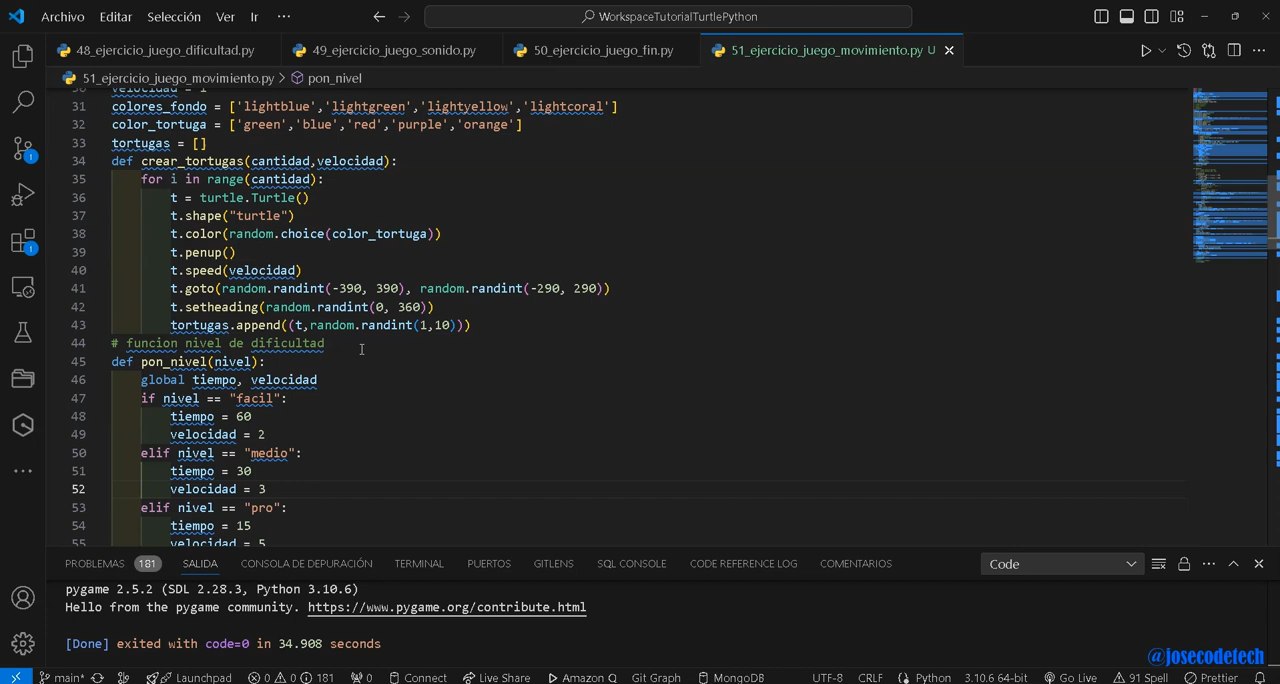 Archivo Editar Selección Ver Ir ··· WorkspaceTutorialTurtlePython
48_ejercicio_juego_dificultad.py 49_ejercicio_juego_sonido.py 50_ejercicio_juego_fin.py 51_ejercicio_juego_movimiento.py U
51_ejercicio_juego_movimiento.py > pon_nivel
30 velocidad = 1
31 colores_fondo = ['lightblue','lightgreen','lightyellow','lightcoral']
32 color_tortuga = ['green','blue','red','purple','orange']
33 tortugas = []
34 def crear_tortugas(cantidad,velocidad):
35 for i in range(cantidad):
36 t = turtle.Turtle()
37 t.shape("turtle")
38 t.color(random.choice(color_tortuga))
39 t.penup()
40 t.speed(velocidad)
41 t.goto(random.randint(-390, 390), random.randint(-290, 290))
42 t.setheading(random.randint(0, 360))
43 tortugas.append((t,random.randint(1,10)))
44 # funcion nivel de dificultad
45 def pon_nivel(nivel):
46 global tiempo, velocidad
47 if nivel == "facil":
48 tiempo = 60
49 velocidad = 2
50 elif nivel == "medio":
51 tiempo = 30
52 velocidad = 3
53 elif nivel == "pro":
54 tiempo = 15
55 velocidad = 5
PROBLEMAS 181 SALIDA CONSOLA DE DEPURACIÓN TERMINAL PUERTOS GITLENS SQL CONSOLE CODE REFERENCE LOG COMENTARIOS Code
pygame 2.5.2 (SDL 2.28.3, Python 3.10.6)
Hello from the pygame community. https://www.pygame.org/contribute.html
[Done] exited with code=0 in 34.908 seconds
@josecodetech
main* Launchpad 0 0 181 0 Connect Live Share Amazon Q Git Graph MongoDB UTF-8 CRLF Python 3.10.6 64-bit Go Live 91 Spell Prettier